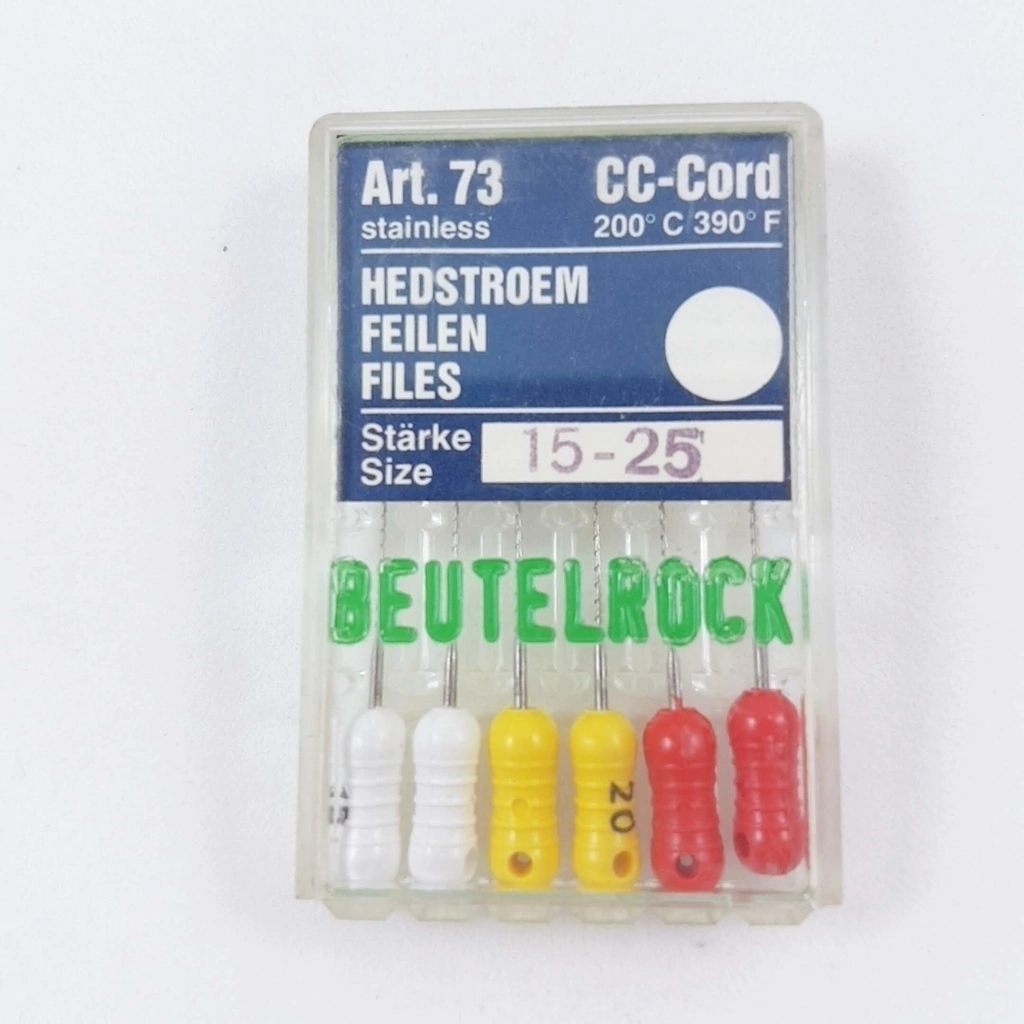 Art. 73 CC-Cord
stainless 200° C 390° F
HEDSTROEM
FEILEN
FILES
Stärke
Size
15-25
BEUTELROCK
20